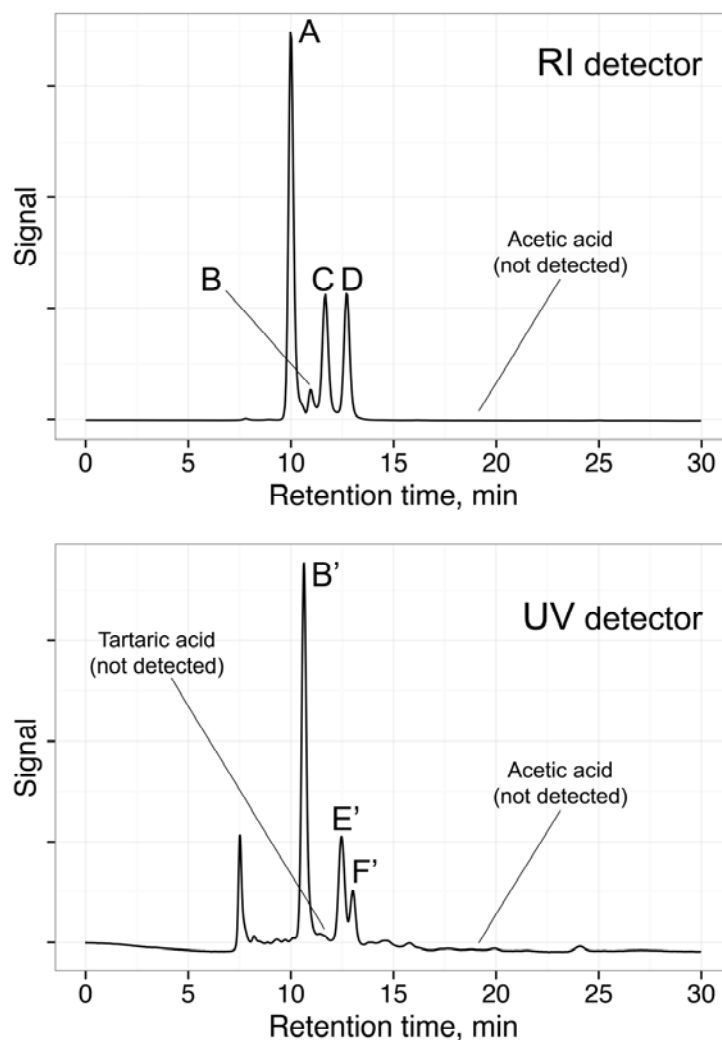 A
RI detector
Signal
Acetic acid
(not detected)
B
C D
0 5 10 15 20 25 30
Retention time, min
B'
UV detector
Tartaric acid
(not detected)
Signal
Acetic acid
(not detected)
E'
F'
0 5 10 15 20 25 30
Retention time, min